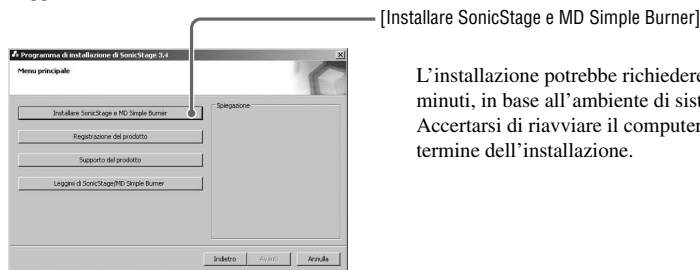 [Installare SonicStage e MD Simple Burner]
Programma di installazione di SonicStage 3.4
Menu principale
Installare SonicStage e MD Simple Burner
Registrazione del prodotto
Supporto del prodotto
Leggimi di SonicStage/MD Simple Burner
Spiegazione
Indietro
Avanti
Annulla
L’installazione potrebbe richiedere
minuti, in base all’ambiente di
Accertarsi di riavviare il computer
termine dell’installazione.